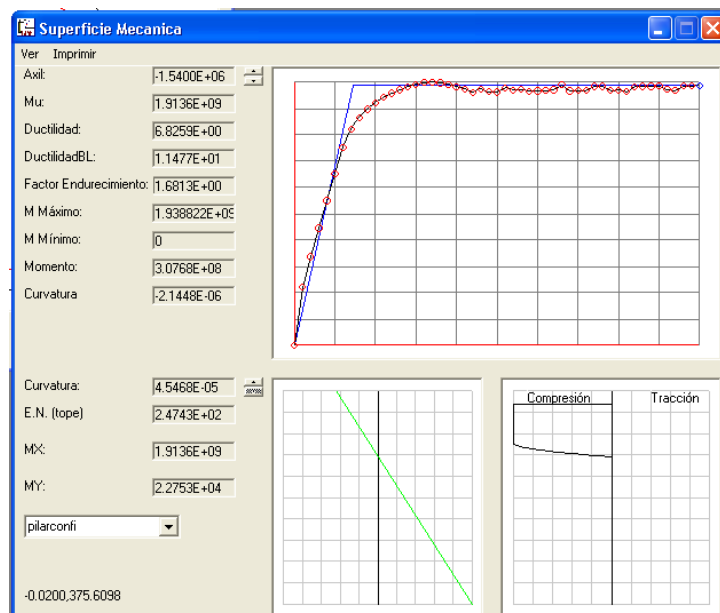 Superficie Mecanica
Ver Imprimir
Axil: -1.5400E+06
Mu: 1.9136E+09
Ductilidad: 6.8259E+00
DuctilidadBL: 1.1477E+01
Factor Endurecimiento: 1.6813E+00
M Máximo: 1.938822E+09
M Mínimo: 0
Momento: 3.0768E+08
Curvatura -2.1448E-06
Curvatura: 4.5468E-05
E.N. (tope) 2.4743E+02
MX: 1.9136E+09
MY: 2.2753E+04
pilarconfi
-0.0200,375.6098
Compresión Tracción